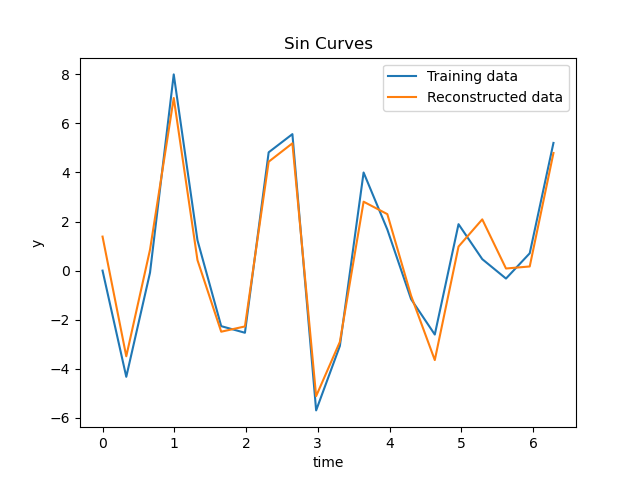 Sin Curves
Training data
Reconstructed data
8
6
4
2
0
−2
−4
−6
y
0 1 2 3 4 5 6
time